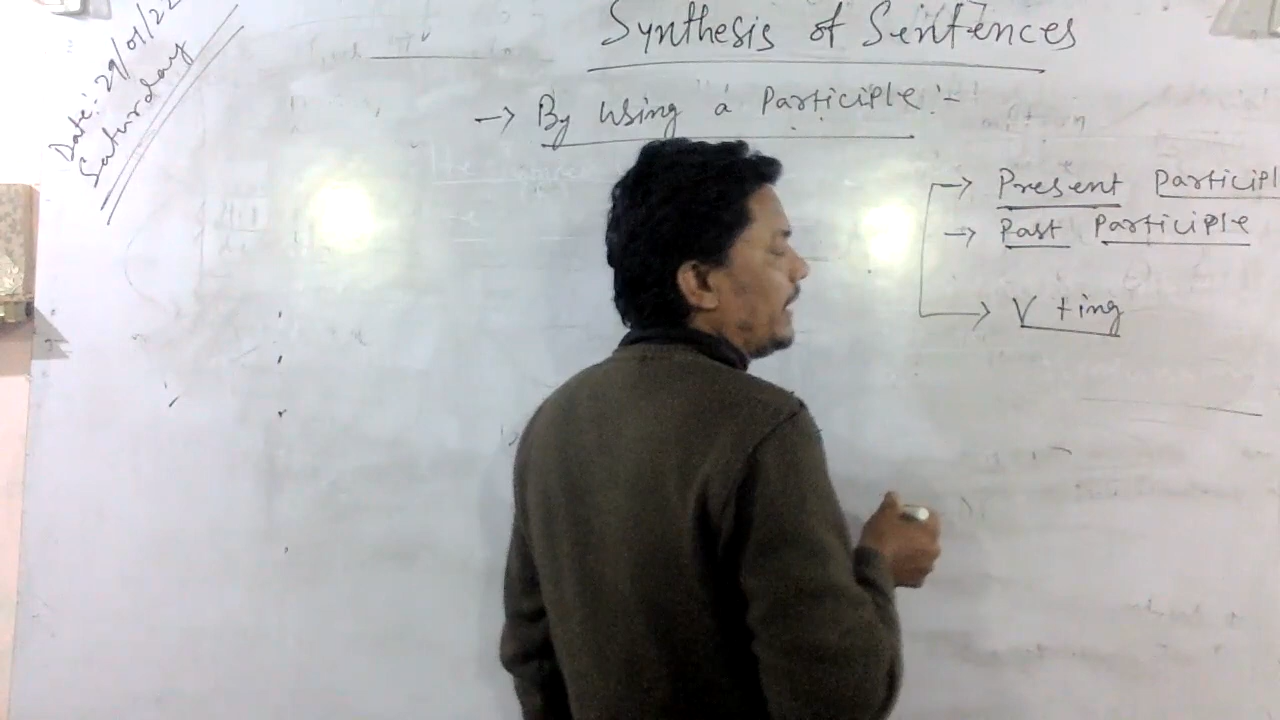 Date:- 29/01/22
Saturday
Synthesis of Sentences
→ By using a Participle :-
→ Present Participl
→ Past Participle
→ V + ing